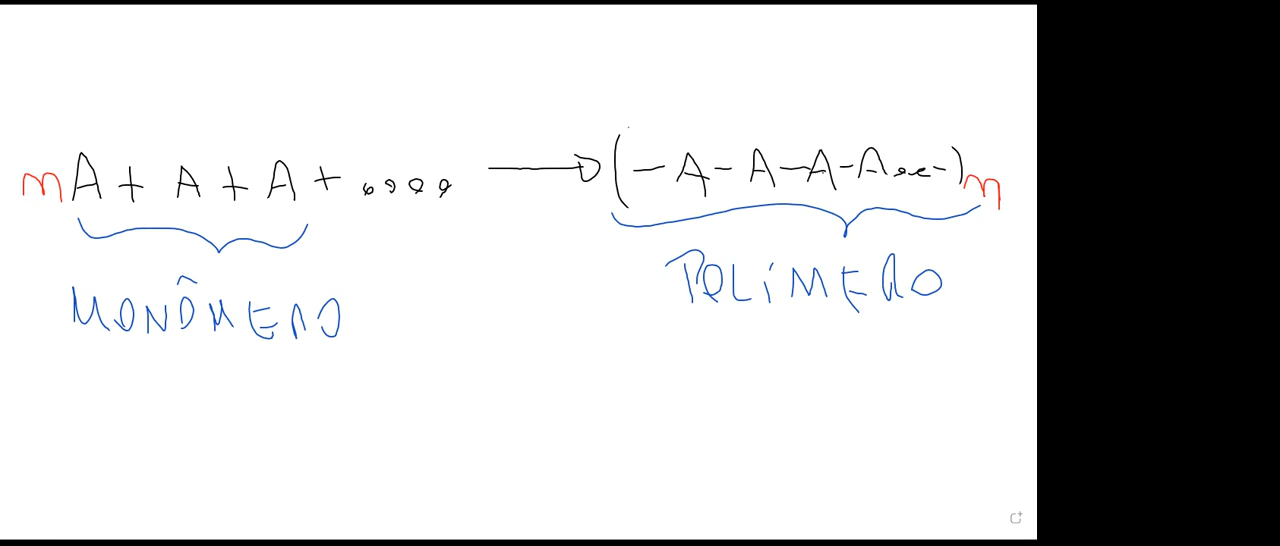 nA + A + A + .... → (-A-A-A-A...-)n
MONÔMERO
POLÍMERO